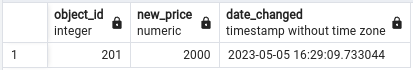 object_id new_price date_changed
integer numeric timestamp without time zone
1 201 2000 2023-05-05 16:29:09.733044